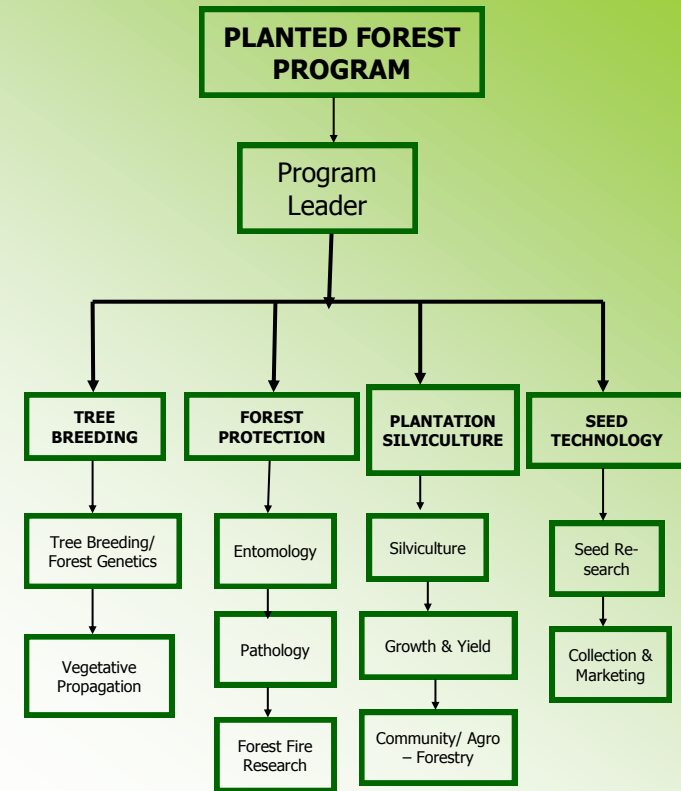 PLANTED FOREST
PROGRAM
Program
Leader
TREE
BREEDING
FOREST
PROTECTION
PLANTATION
SILVICULTURE
SEED
TECHNOLOGY
Tree Breeding/
Forest Genetics
Entomology
Silviculture
Seed Re-
search
Vegetative
Propagation
Pathology
Growth & Yield
Collection &
Marketing
Forest Fire
Research
Community/ Agro
– Forestry